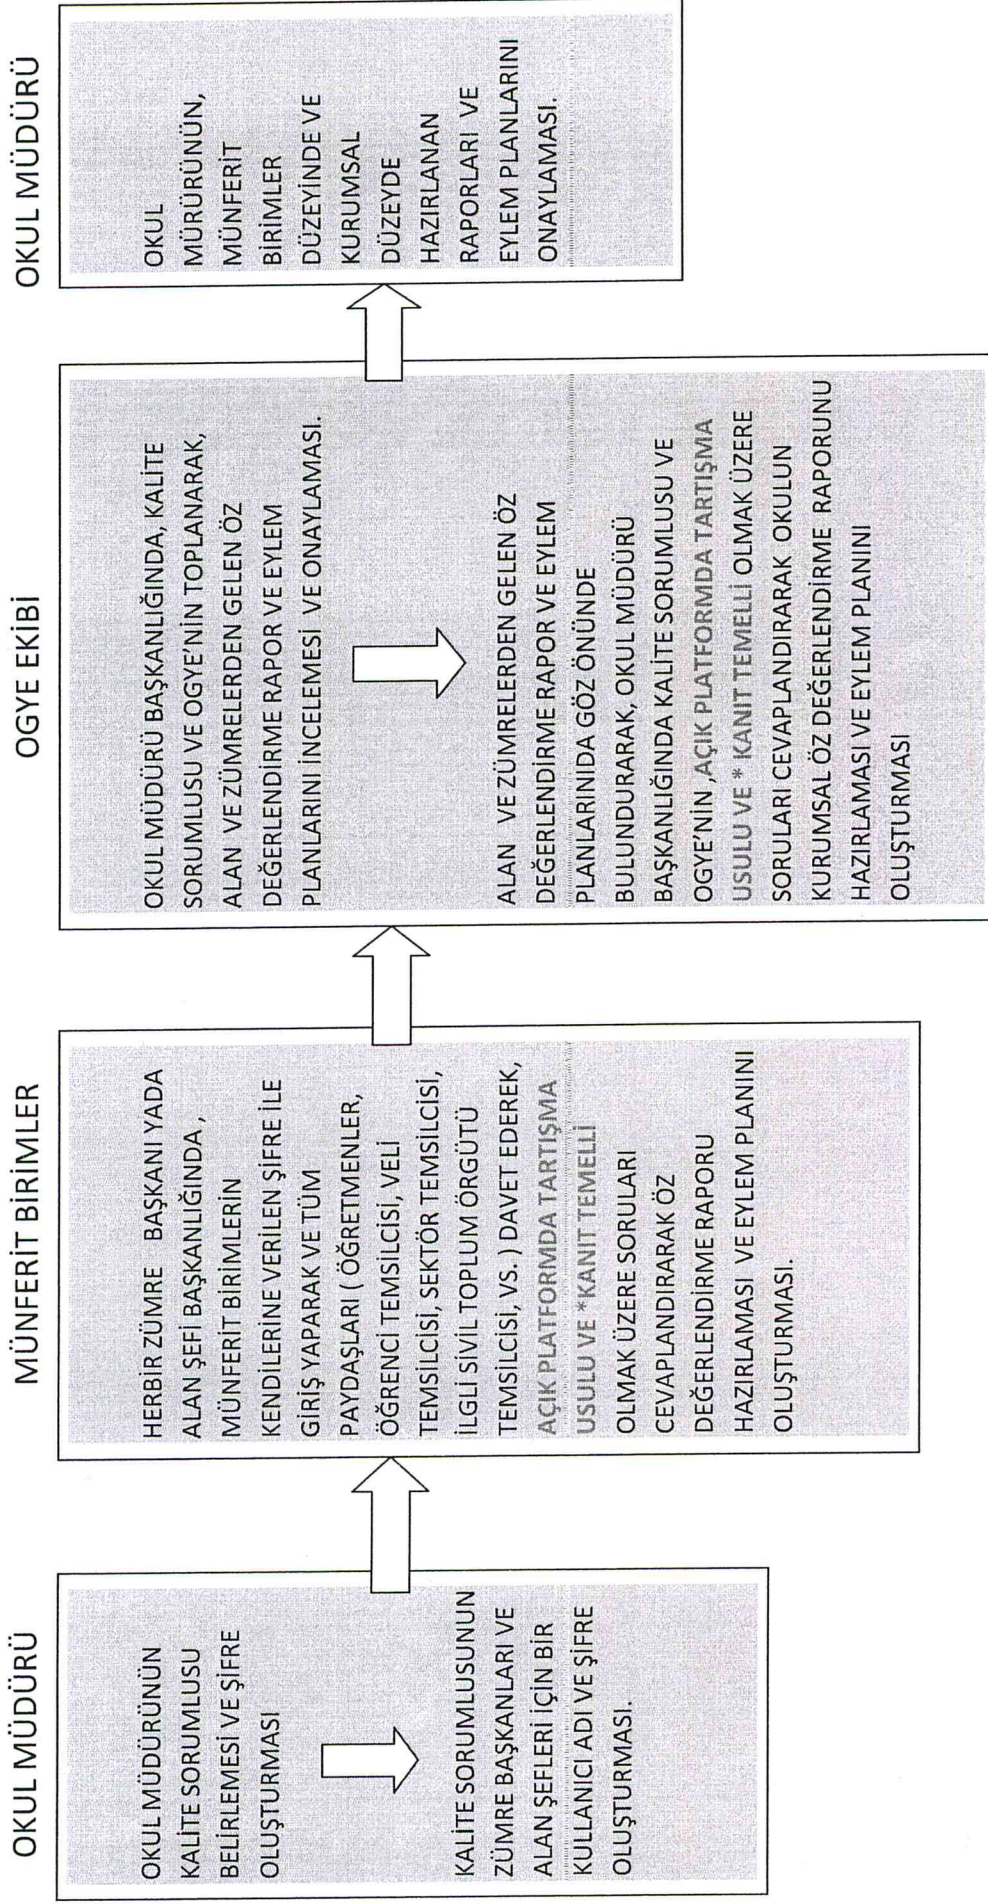 OKUL MÜDÜRÜ
OKUL MÜDÜRÜNÜN
KALİTE SORUMLUSU
BELİRLEMESİ VE ŞİFRE
OLUŞTURMASI
KALİTE SORUMLUSUNUN
ZÜMRE BAŞKANLARI VE
ALAN ŞEFLERİ İÇİN BİR
KULLANICI ADI VE ŞİFRE
OLUŞTURMASI.
MÜNFERİT BİRİMLER
HERBİR ZÜMRE BAŞKANI YADA
ALAN ŞEFİ BAŞKANLIĞINDA ,
MÜNFERİT BİRİMLERİN
KENDİLERİNE VERİLEN ŞİFRE İLE
GİRİŞ YAPARAK VE TÜM
PAYDAŞLARI ( ÖĞRETMENLER,
ÖĞRENCİ TEMSİLCİSİ, VELİ
TEMSİLCİSİ, SEKTÖR TEMSİLCİSİ,
İLGLİ SİVİL TOPLUM ÖRGÜTÜ
TEMSİLCİSİ, VS. ) DAVET EDEREK,
AÇIK PLATFORMDA TARTIŞMA
USULU VE *KANIT TEMELLİ
OLMAK ÜZERE SORULARI
CEVAPLANDIRARAK ÖZ
DEĞERLENDİRME RAPORU
HAZIRLAMASI VE EYLEM PLANINI
OLUŞTURMASI.
OGYE EKİBİ
OKUL MÜDÜRÜ BAŞKANLIĞINDA, KALİTE
SORUMLUSU VE OGYE'NİN TOPLANARAK,
ALAN VE ZÜMRELERDEN GELEN ÖZ
DEĞERLENDİRME RAPOR VE EYLEM
PLANLARINI İNCELEMESİ VE ONAYLAMASI.
ALAN VE ZÜMRELERDEN GELEN ÖZ
DEĞERLENDİRME RAPOR VE EYLEM
PLANLARINIDA GÖZ ÖNÜNDE
BULUNDURARAK, OKUL MÜDÜRÜ
BAŞKANLIĞINDA KALİTE SORUMLUSU VE
OGYE'NİN ,AÇIK PLATFORMDA TARTIŞMA
USULU VE * KANIT TEMELLİ OLMAK ÜZERE
SORULARI CEVAPLANDIRARAK OKULUN
KURUMSAL ÖZ DEĞERLENDİRME RAPORUNU
HAZIRLAMASI VE EYLEM PLANINI
OLUŞTURMASI
OKUL MÜDÜRÜ
OKUL
MÜRÜRÜNÜN,
MÜNFERİT
BİRİMLER
DÜZEYİNDE VE
KURUMSAL
DÜZEYDE
HAZIRLANAN
RAPORLARI VE
EYLEM PLANLARINI
ONAYLAMASI.